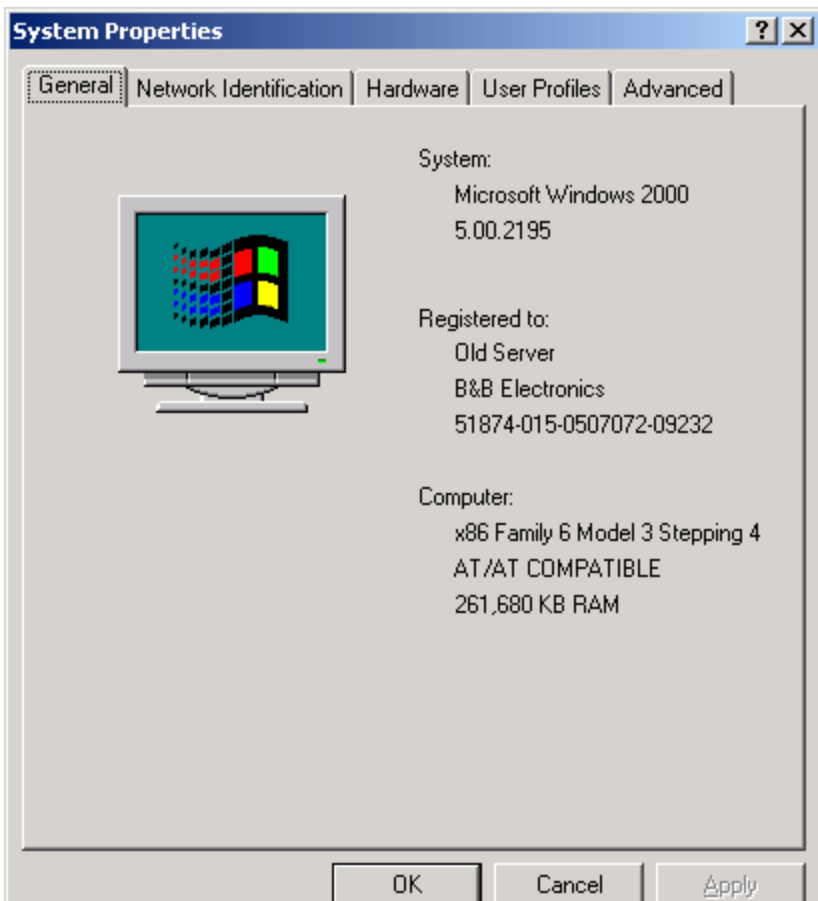 System Properties
General Network Identification Hardware User Profiles Advanced
System:
Microsoft Windows 2000
5.00.2195
Registered to:
Old Server
B&B Electronics
51874-015-0507072-09232
Computer:
x86 Family 6 Model 3 Stepping 4
AT/AT COMPATIBLE
261,680 KB RAM
OK Cancel Apply